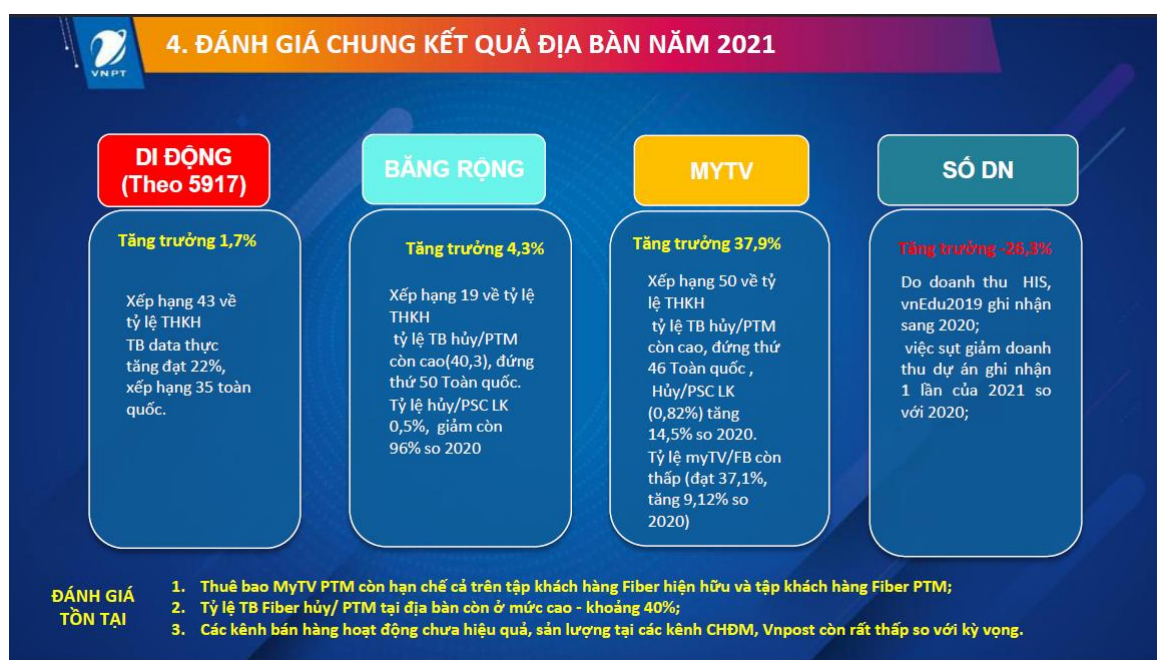 VNPT
4. ĐÁNH GIÁ CHUNG KẾT QUẢ ĐỊA BÀN NĂM 2021
DI ĐỘNG
(Theo 5917)
Tăng trưởng 1,7%
Xếp hạng 43 về
tỷ lệ THKH
TB data thực
tăng đạt 22%,
xếp hạng 35 toàn
quốc.
BĂNG RỘNG
Tăng trưởng 4,3%
Xếp hạng 19 về tỷ lệ
THKH
tỷ lệ TB hủy/PTM
còn cao(40,3), đứng
thứ 50 Toàn quốc.
Tỷ lệ hủy/PSC LK
0,5%, giảm còn
96% so 2020
MYTV
Tăng trưởng 37,9%
Xếp hạng 50 về tỷ
lệ THKH
tỷ lệ TB hủy/PTM
còn cao, đứng thứ
46 Toàn quốc ,
Hủy/PSC LK
(0,82%) tăng
14,5% so 2020.
Tỷ lệ myTV/FB còn
thấp (đạt 37,1%,
tăng 9,12% so
2020)
SỐ DN
Tăng trưởng -26,3%
Do doanh thu HIS,
vnEdu2019 ghi nhận
sang 2020;
việc sụt giảm doanh
thu dự án ghi nhận
1 lần của 2021 so
với 2020;
ĐÁNH GIÁ
TỒN TẠI
1. Thuê bao MyTV PTM còn hạn chế cả trên tập khách hàng Fiber hiện hữu và tập khách hàng Fiber PTM;
2. Tỷ lệ TB Fiber hủy/ PTM tại địa bàn còn ở mức cao - khoảng 40%;
3. Các kênh bán hàng hoạt động chưa hiệu quả, sản lượng tại các kênh CHĐM, Vnpost còn rất thấp so với kỳ vọng.